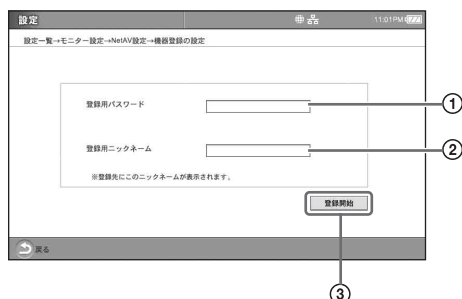 設定
11:01PM
設定一覧→モニター設定→NetAV設定→機器登録の設定
登録用パスワード
①
登録用ニックネーム
②
※登録先にこのニックネームが表示されます。
登録開始
戻る
③